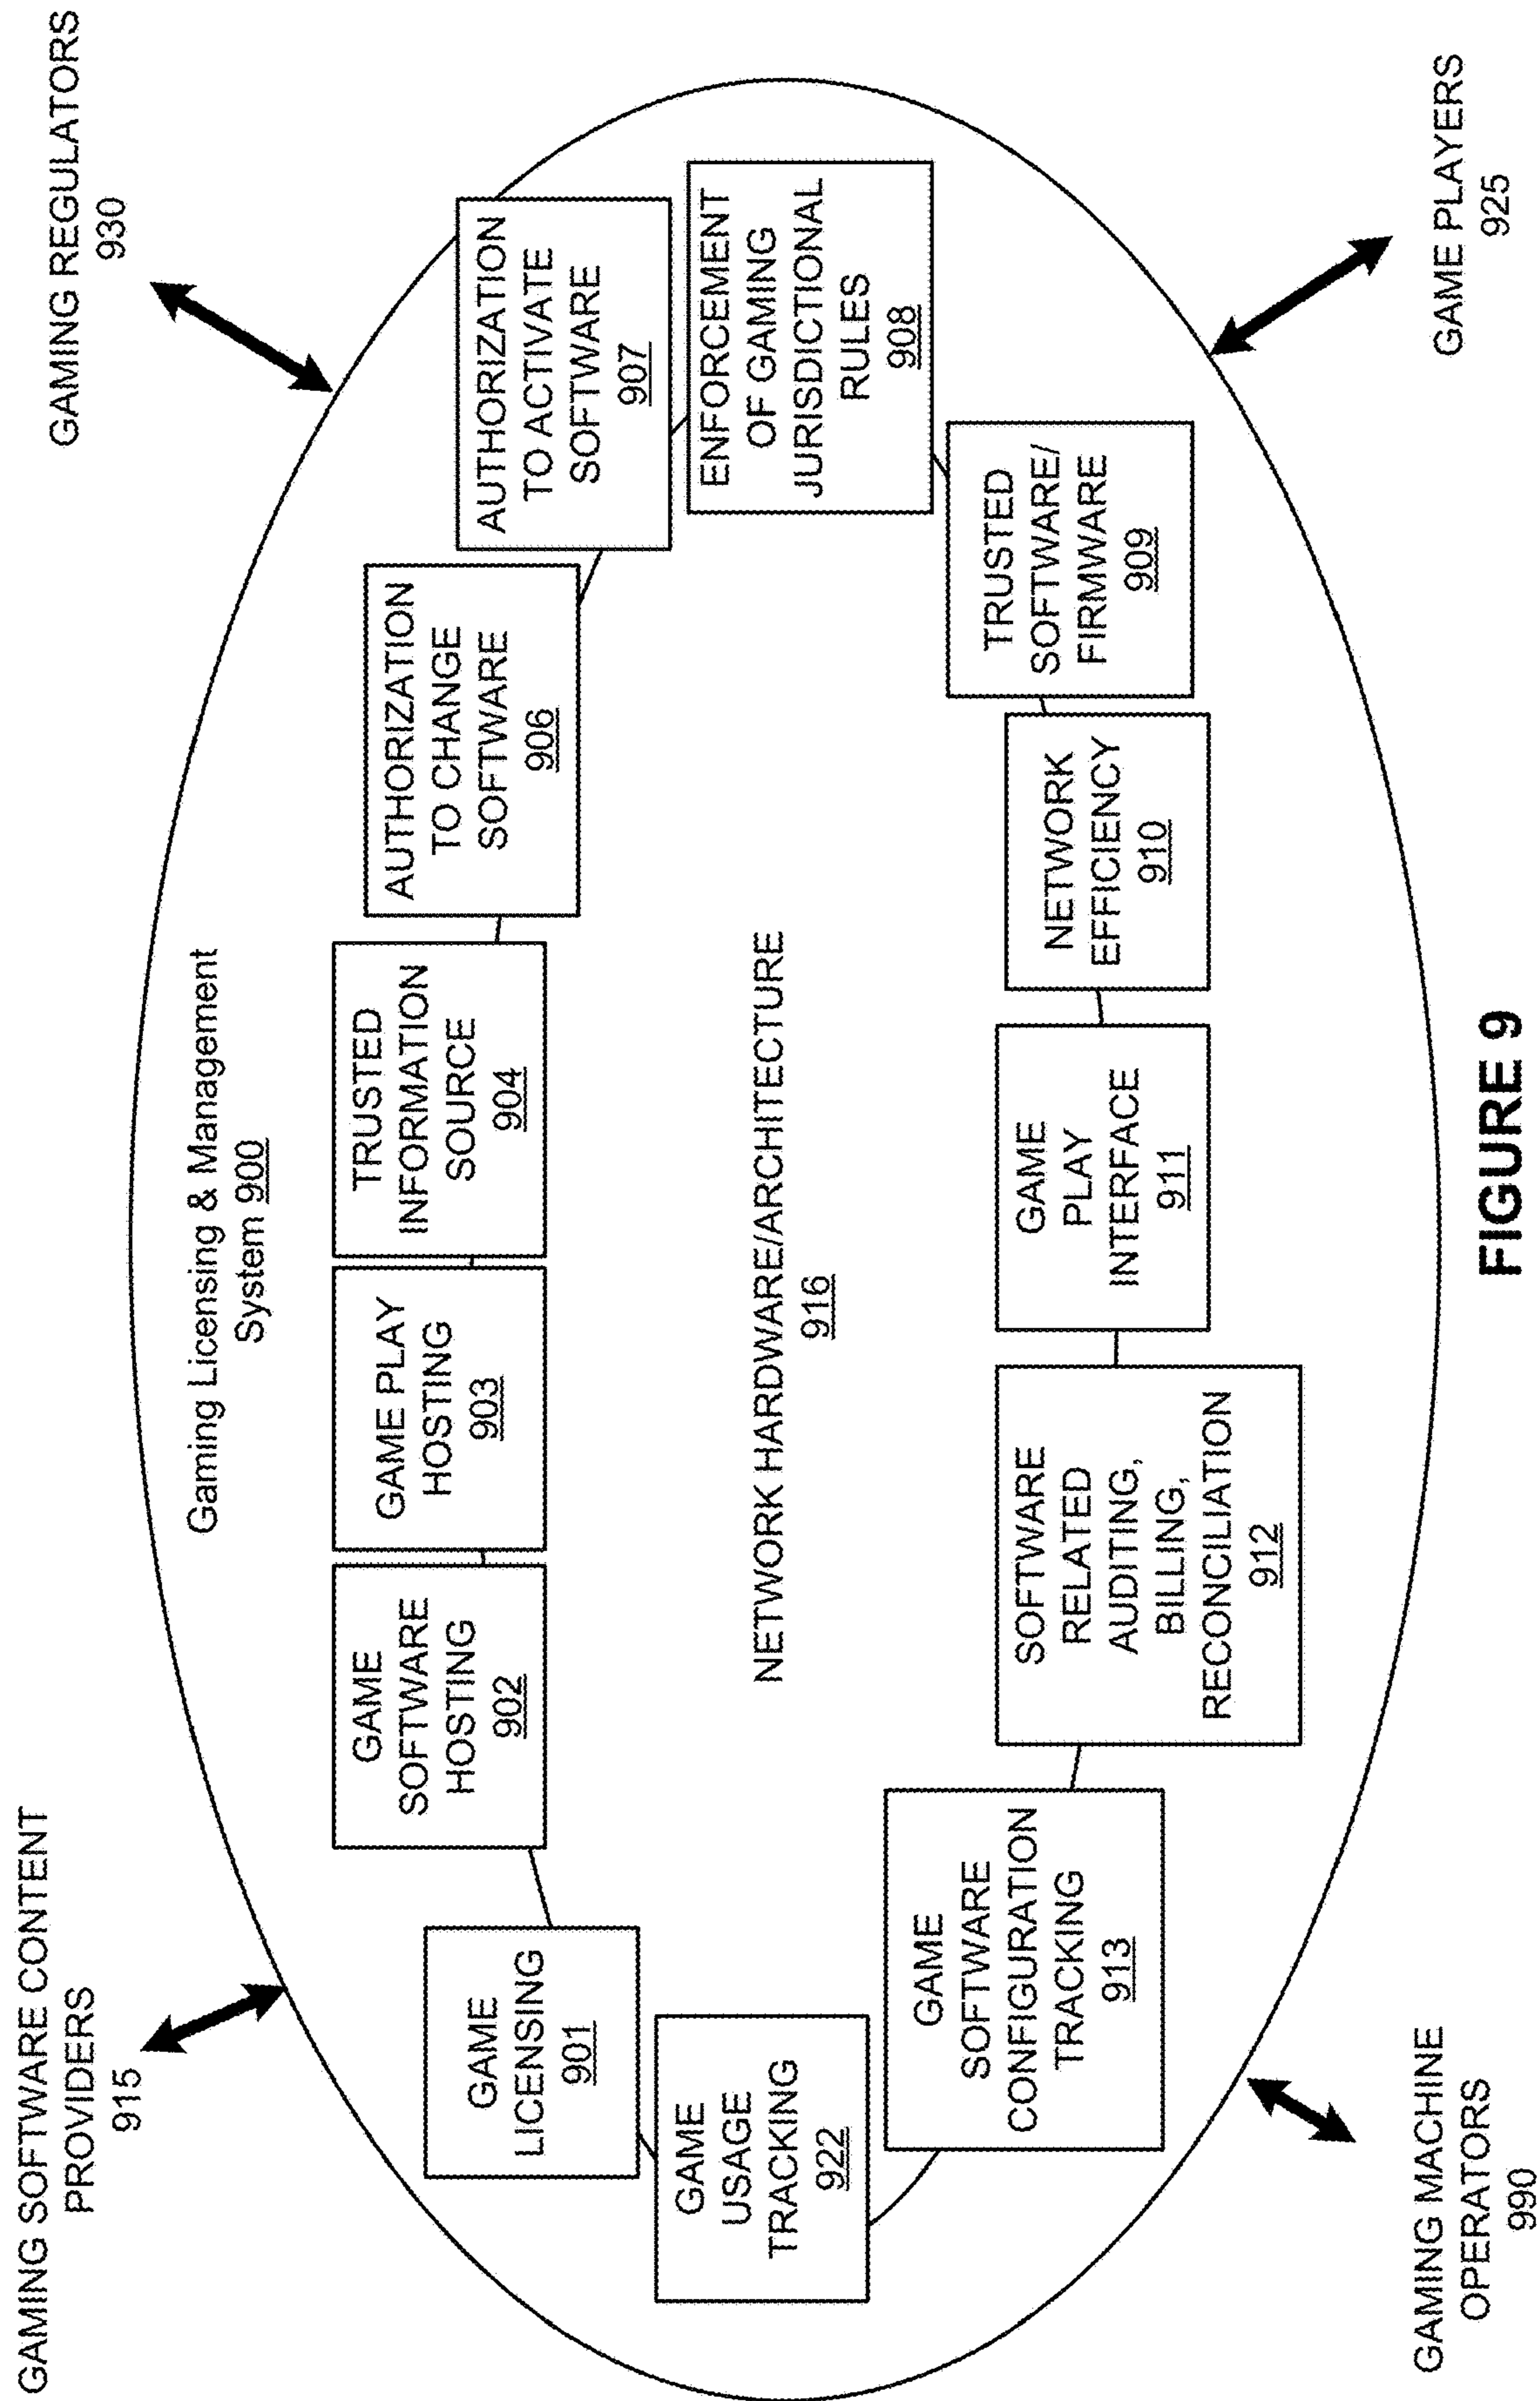 GAMING SOFTWARE CONTENT
PROVIDERS
915
GAMING REGULATORS
930
Gaming Licensing & Management
System 900
GAME
LICENSING
901
GAME
SOFTWARE
HOSTING
902
GAME PLAY
HOSTING
903
TRUSTED
INFORMATION
SOURCE
904
AUTHORIZATION
TO CHANGE
SOFTWARE
906
AUTHORIZATION
TO ACTIVATE
SOFTWARE
907
ENFORCEMENT
OF GAMING
JURISDICTIONAL
RULES
908
GAME
USAGE
TRACKING
922
NETWORK HARDWARE/ARCHITECTURE
916
GAME
SOFTWARE
CONFIGURATION
TRACKING
913
SOFTWARE
RELATED
AUDITING,
BILLING,
RECONCILIATION
912
GAME
PLAY
INTERFACE
911
NETWORK
EFFICIENCY
910
TRUSTED
SOFTWARE/
FIRMWARE
909
GAMING MACHINE
OPERATORS
990
GAME PLAYERS
925
FIGURE 9